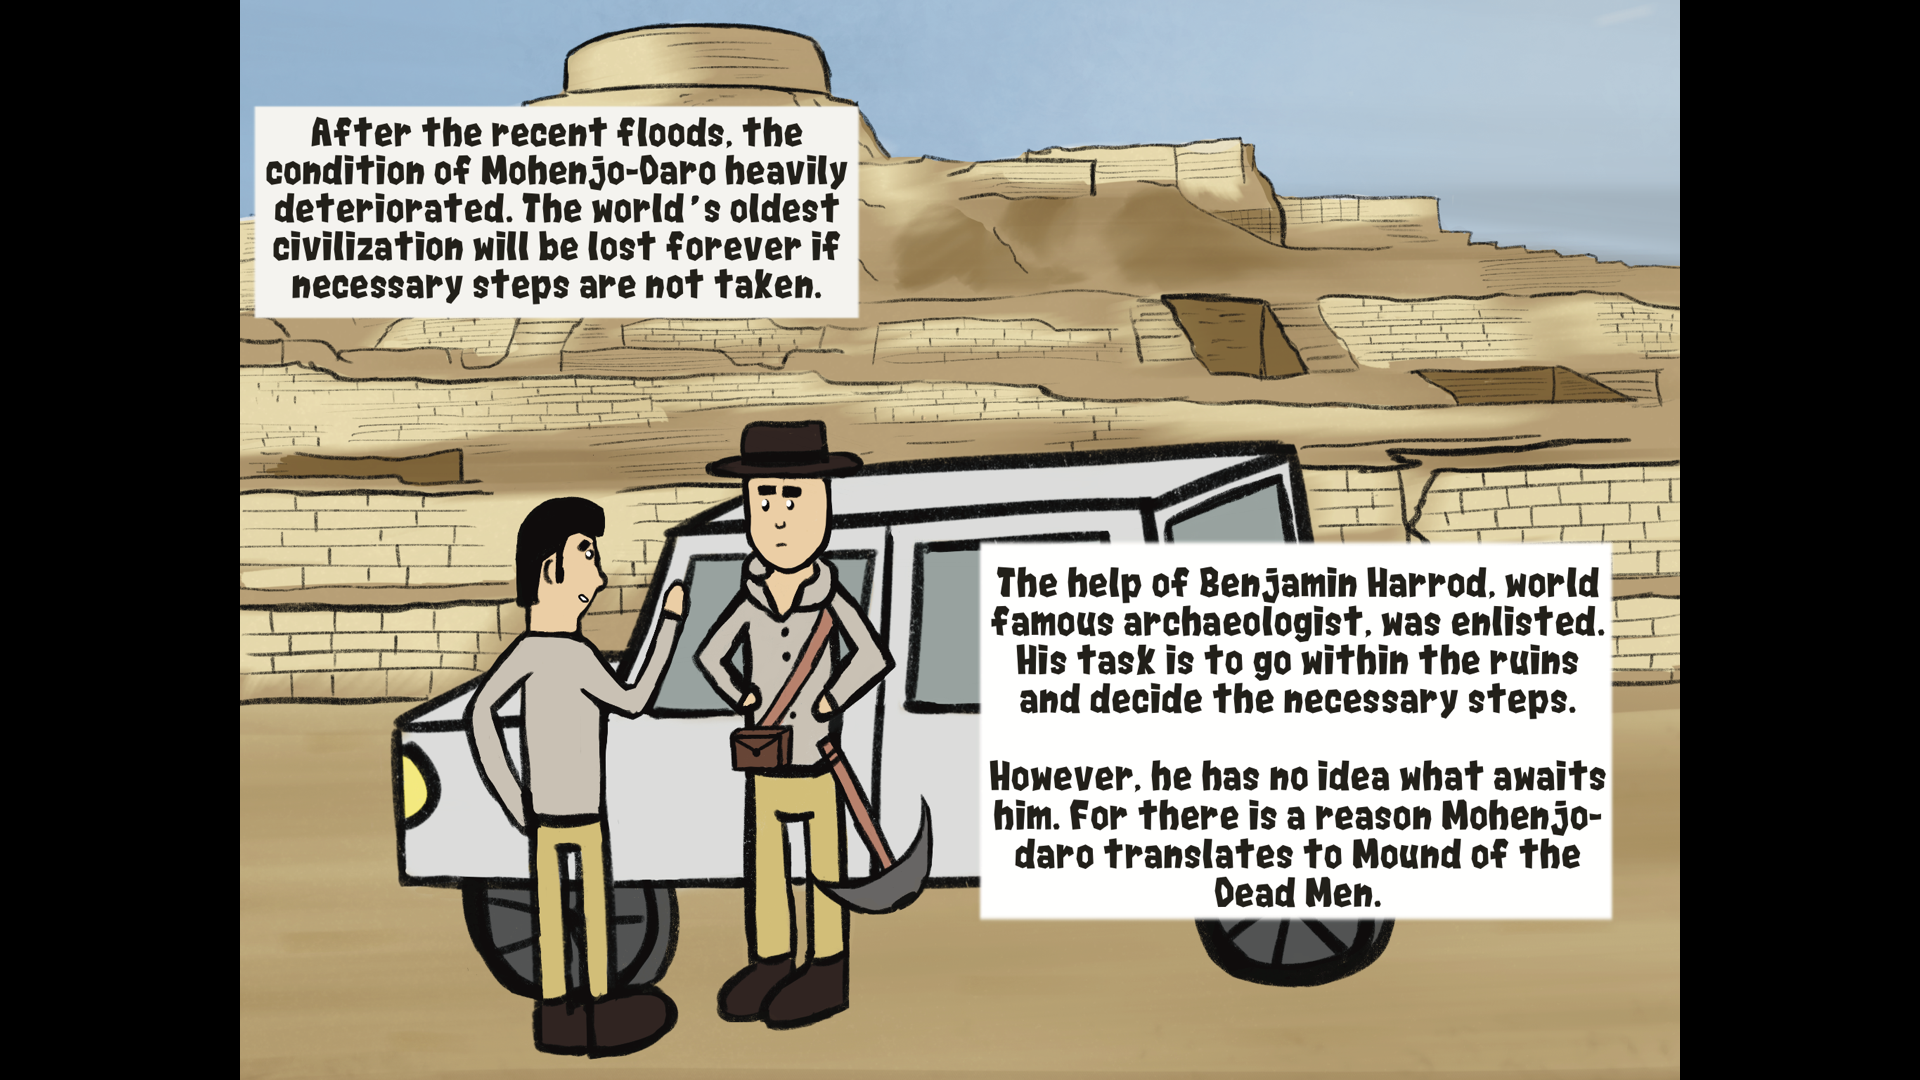 After the recent floods, the
condition of Mohenjo-Daro heavily
deteriorated. The world's oldest
civilization will be lost forever if
necessary steps are not taken.
The help of Benjamin Harrod, world
famous archaeologist, was enlisted.
His task is to go within the ruins
and decide the necessary steps.
However, he has no idea what awaits
him. For there is a reason Mohenjo-
daro translates to Mound of the
Dead Men.